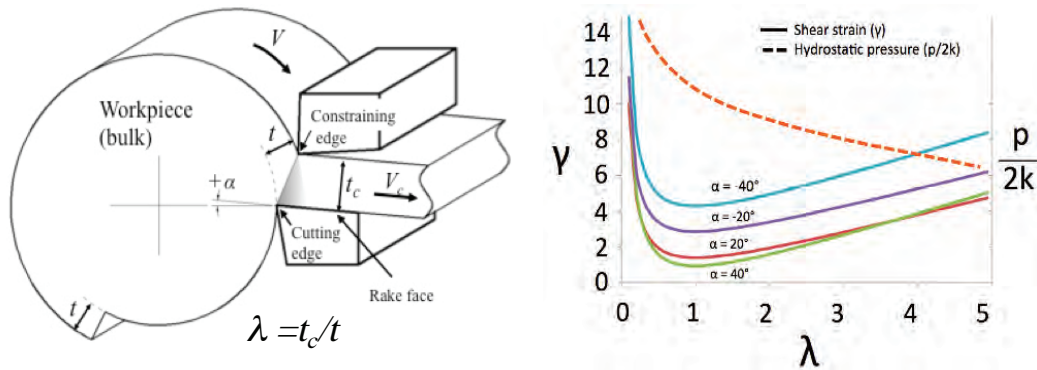 V
Workpiece
(bulk)
Constraining
edge
t
t_c
V_c
+α
Cutting
edge
Rake face
t
λ =t_c/t
14
12
10
8
6
4
2
0
γ
Shear strain (γ)
Hydrostatic pressure (p/2k)
α = -40°
α = -20°
α = 20°
α = 40°
p
2k
0 1 2 3 4 5
λ